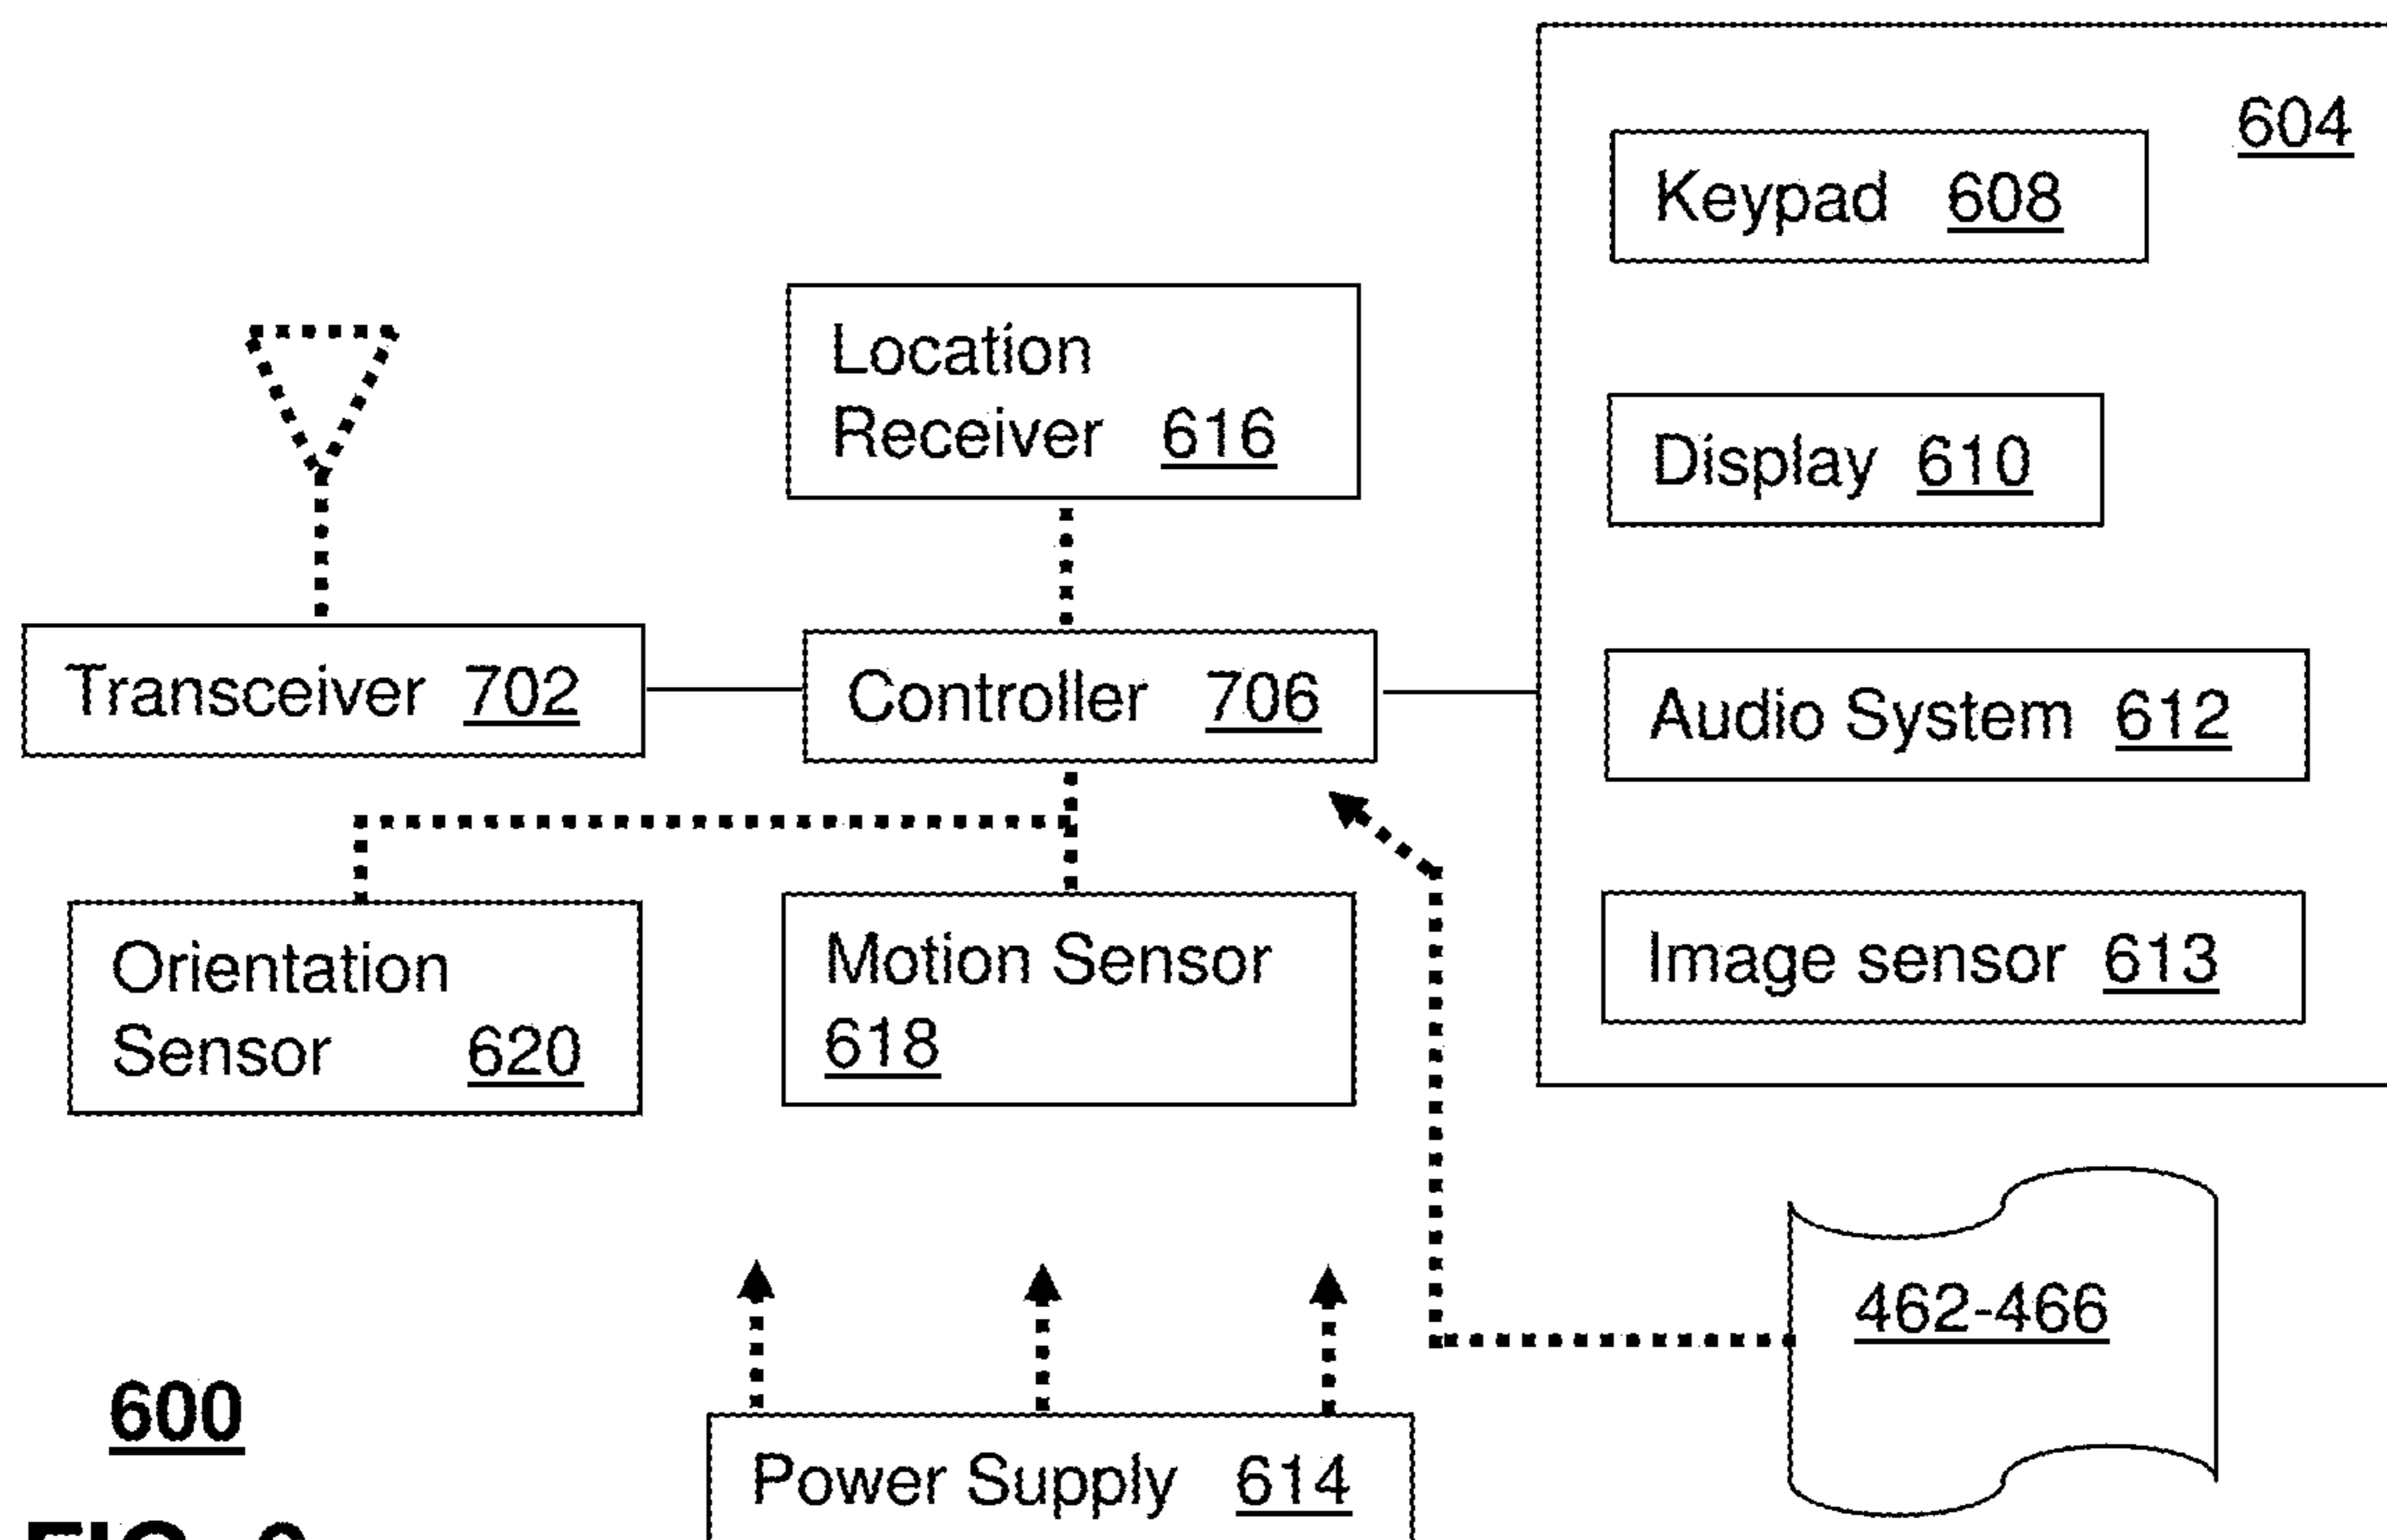 604
Keypad 608
Location
Receiver 616
Display 610
Transceiver 702
Controller 706
Audio System 612
Orientation
Sensor 620
Motion Sensor
618
Image sensor 613
462-466
600
Power Supply 614